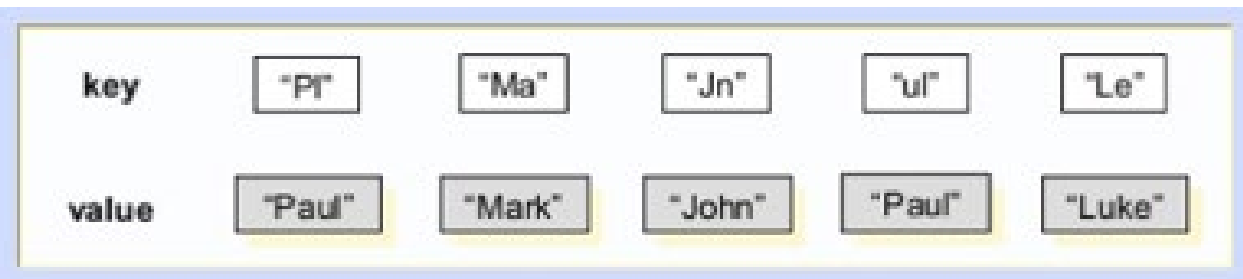 key "Pl" "Ma" "Jn" "ul" "Le"
value "Paul" "Mark" "John" "Paul" "Luke"